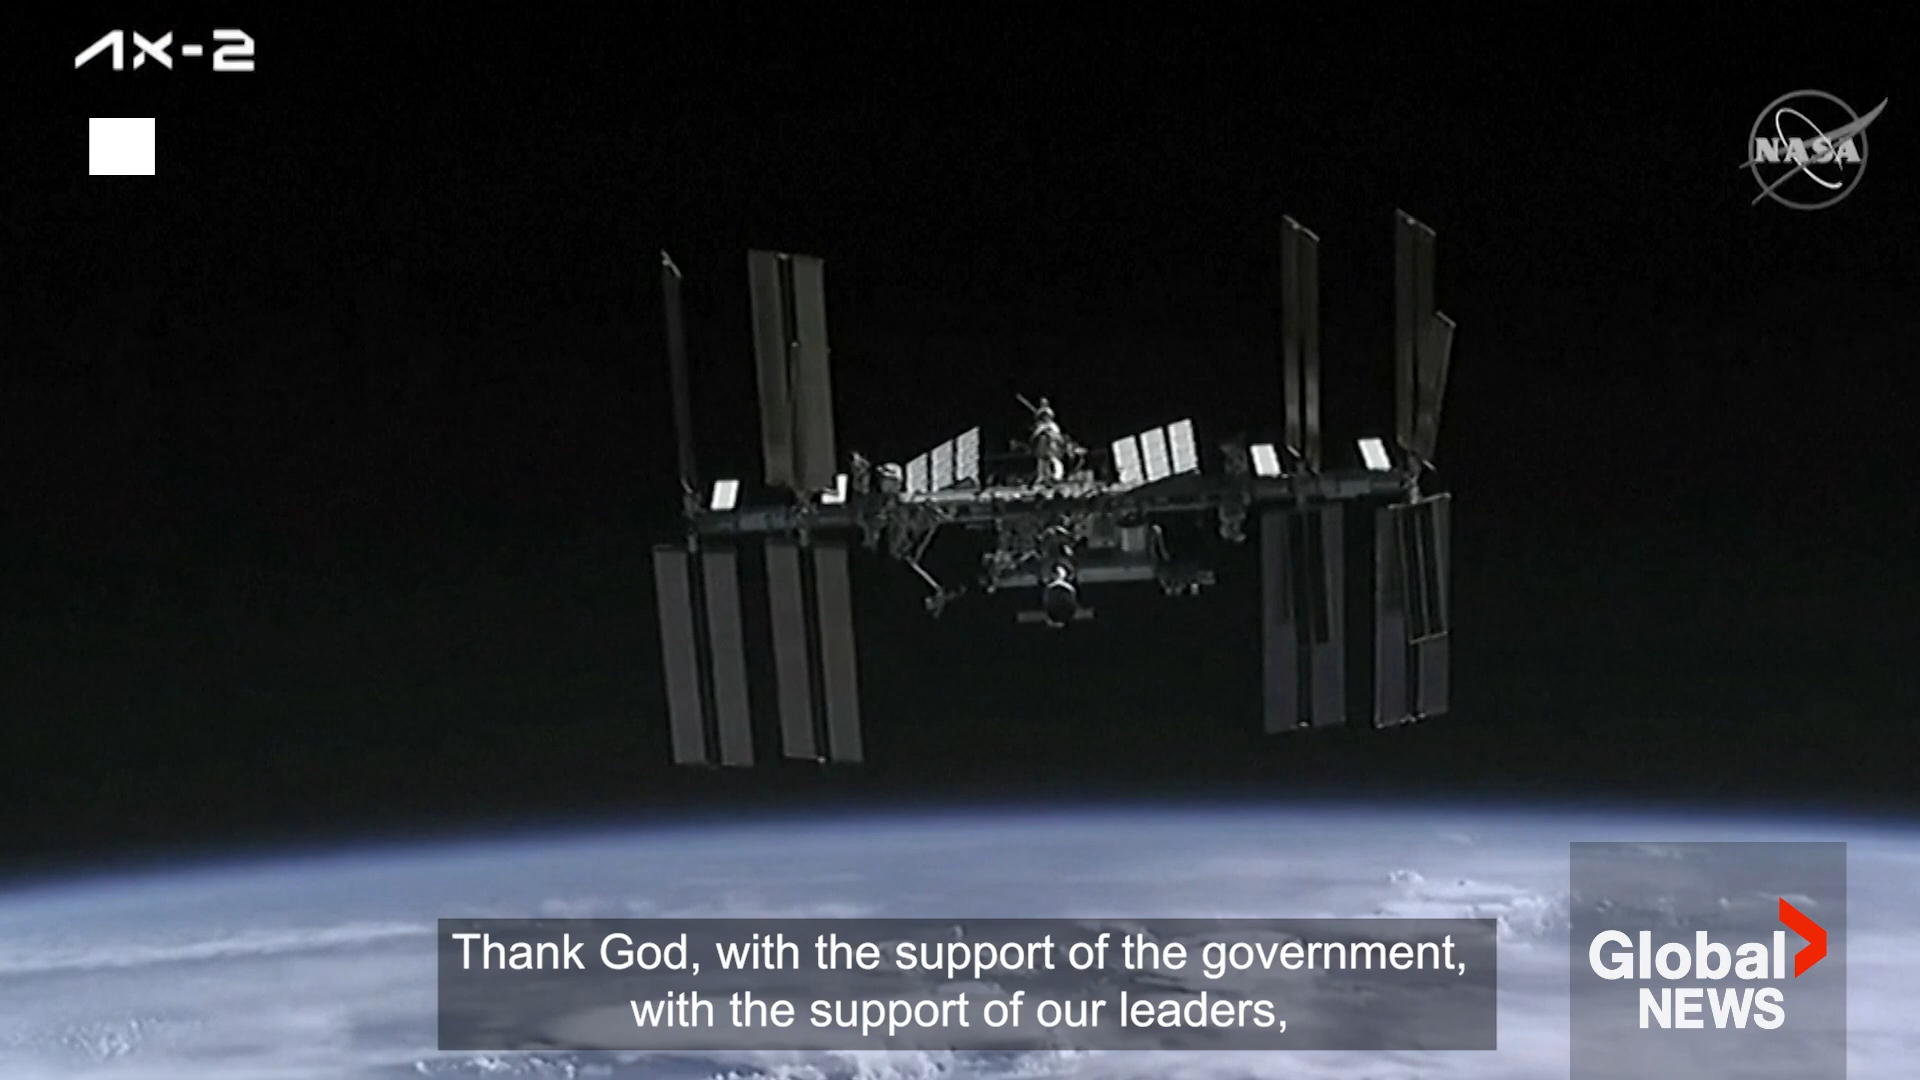 AX-2
NASA
Thank God, with the support of the government,
with the support of our leaders,
Global
NEWS